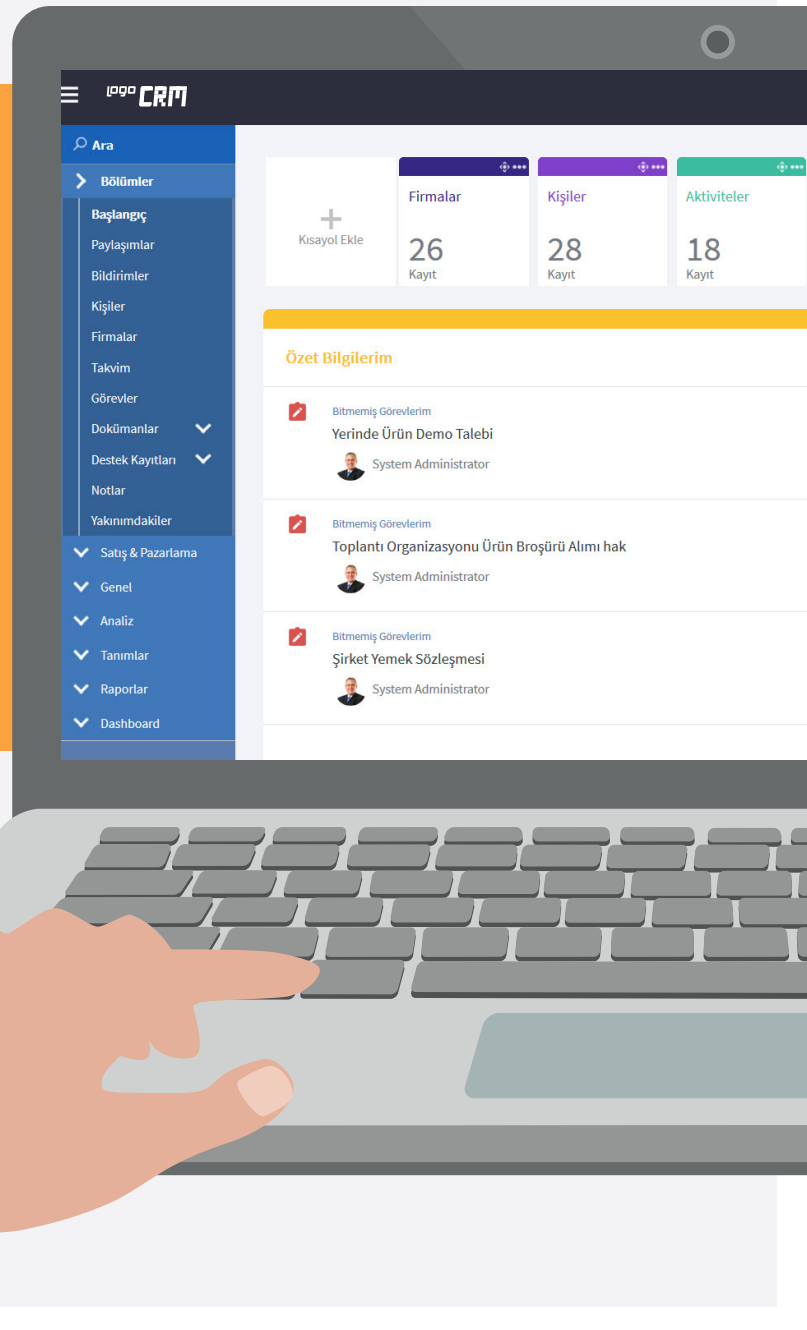 logo CRM
Ara
Bölümler
Başlangıç
Paylaşımlar
Bildirimler
Kişiler
Firmalar
Takvim
Görevler
Dokümanlar
Destek Kayıtları
Notlar
Yakınımdakiler
Satış & Pazarlama
Genel
Analiz
Tanımlar
Raporlar
Dashboard
Kısayol Ekle
Firmalar
26
Kayıt
Kişiler
28
Kayıt
Aktiviteler
18
Kayıt
Özet Bilgilerim
Bitmemiş Görevlerim
Yerinde Ürün Demo Talebi
System Administrator
Bitmemiş Görevlerim
Toplantı Organizasyonu Ürün Broşürü Alımı hak
System Administrator
Bitmemiş Görevlerim
Şirket Yemek Sözleşmesi
System Administrator